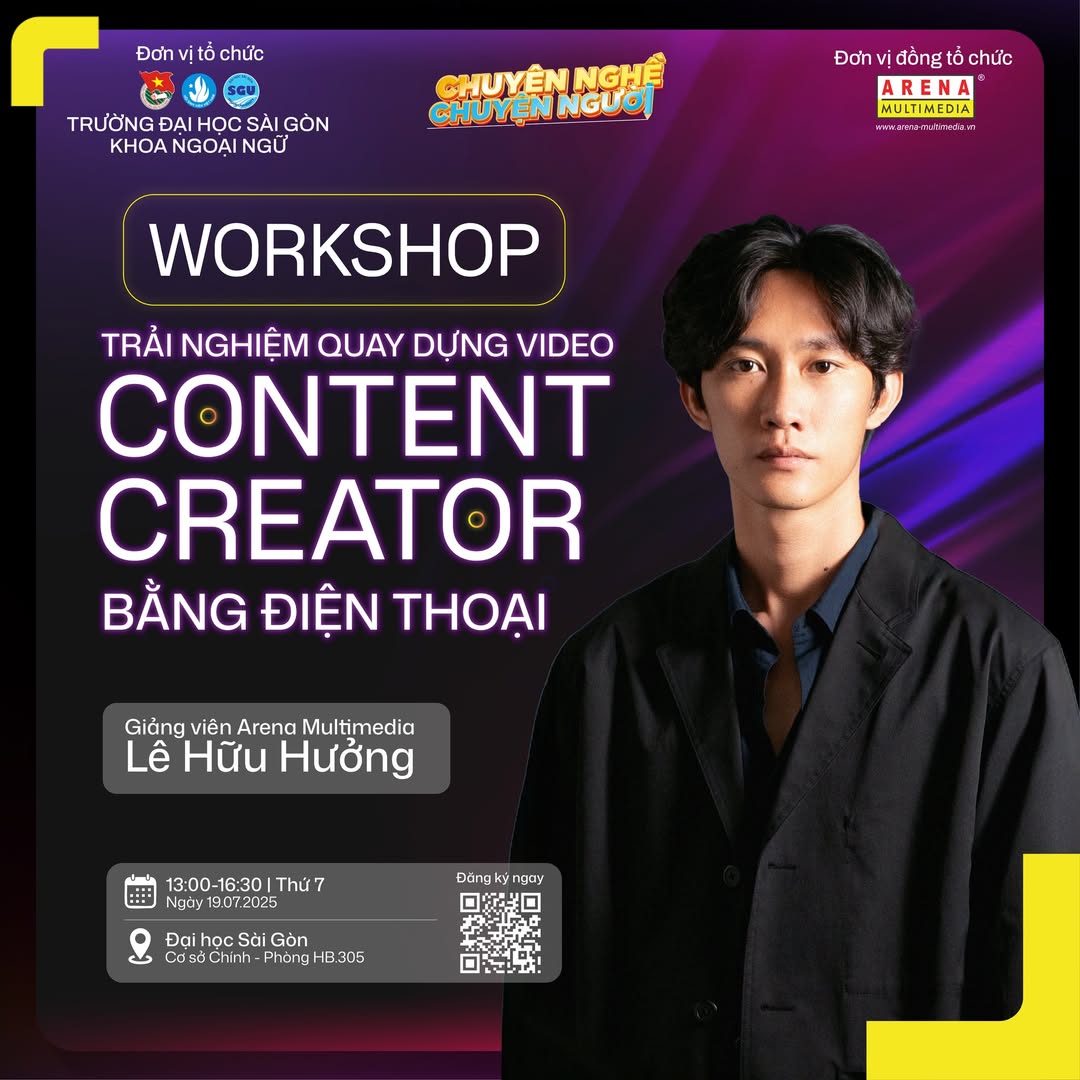 Đơn vị tổ chức
SGU
TRƯỜNG ĐẠI HỌC SÀI GÒN
KHOA NGOẠI NGỮ
CHUYỆN NGHỀ
CHUYỆN NGƯỜI
Đơn vị đồng tổ chức
ARENA®
MULTIMEDIA
www.arena-multimedia.vn
WORKSHOP
TRẢI NGHIỆM QUAY DỰNG VIDEO
CONTENT
CREATOR
BẰNG ĐIỆN THOẠI
Giảng viên Arena Multimedia
Lê Hữu Hưởng
13:00-16:30 | Thứ 7
Ngày 19.07.2025
Đại học Sài Gòn
Cơ sở Chính - Phòng HB.305
Đăng ký ngay